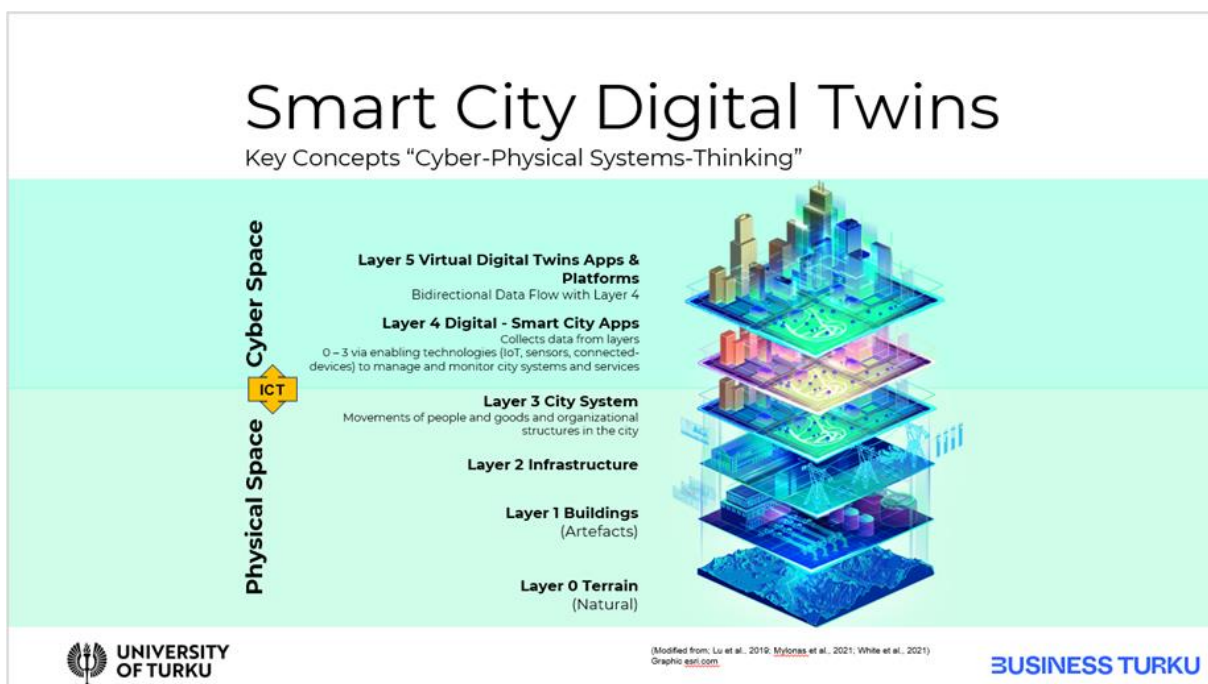 Smart City Digital Twins
Key Concepts “Cyber-Physical Systems-Thinking”
Cyber Space
ICT
Physical Space
Layer 5 Virtual Digital Twins Apps &
Platforms
Bidirectional Data Flow with Layer 4
Layer 4 Digital - Smart City Apps
Collects data from layers
0 – 3 via enabling technologies (IoT, sensors, connected-
devices) to manage and monitor city systems and services
Layer 3 City System
Movements of people and goods and organizational
structures in the city
Layer 2 Infrastructure
Layer 1 Buildings
(Artefacts)
Layer 0 Terrain
(Natural)
UNIVERSITY
OF TURKU
(Modified from; Lu et al., 2019; Mylonas et al., 2021; White et al., 2021)
Graphic esri.com
BUSINESS TURKU